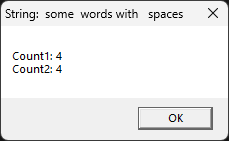 String:  some  words with   spaces
Count1: 4
Count2: 4
OK